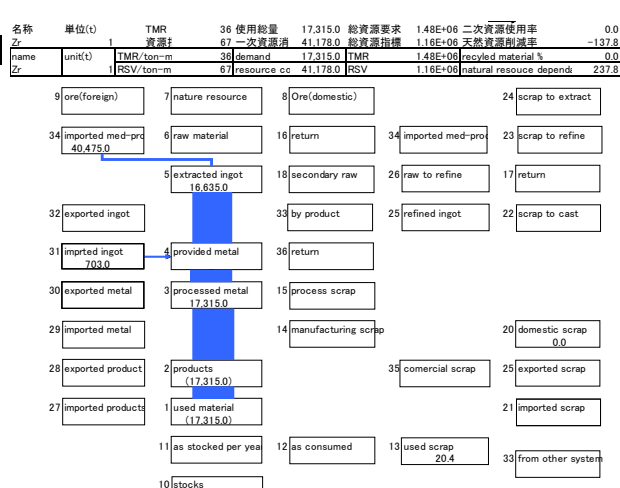 名称 単位(t) TMR 36 使用総量 17,315.0 総資源要求 1.48E+06 二次資源使用率 0.0
Zr 1 資源 67 一次資源消 41,178.0 総資源指標 1.16E+06 天然資源削減率 -137.8
name unit(t) TMR/ton-m 36 demand 17,315.0 TMR 1.48E+06 recyled material % 0.0
Zr 1 RSV/ton-m 67 resource cc 41,178.0 RSV 1.16E+06 natural resouce depende 237.8
9 ore(foreign) 7 nature resource 8 Ore(domestic) 24 scrap to extract
34 imported med-prc 6 raw material 16 return 34 imported med-proc 23 scrap to refine
40,475.0
5 extracted ingot 18 secondary raw 26 raw to refine 17 return
16,635.0
32 exported ingot 33 by product 25 refined ingot 22 scrap to cast
31 imprted ingot 4 provided metal 36 return
703.0
30 exported metal 3 processed metal 15 process scrap
17,315.0
29 imported metal 14 manufacturing scrap 20 domestic scrap
0.0
28 exported product 2 products 35 comercial scrap 25 exported scrap
(17,315.0)
27 imported products 1 used material 21 imported scrap
(17,315.0)
11 as stocked per yea 12 as consumed 13 used scrap 33 from other system
20.4
10 stocks